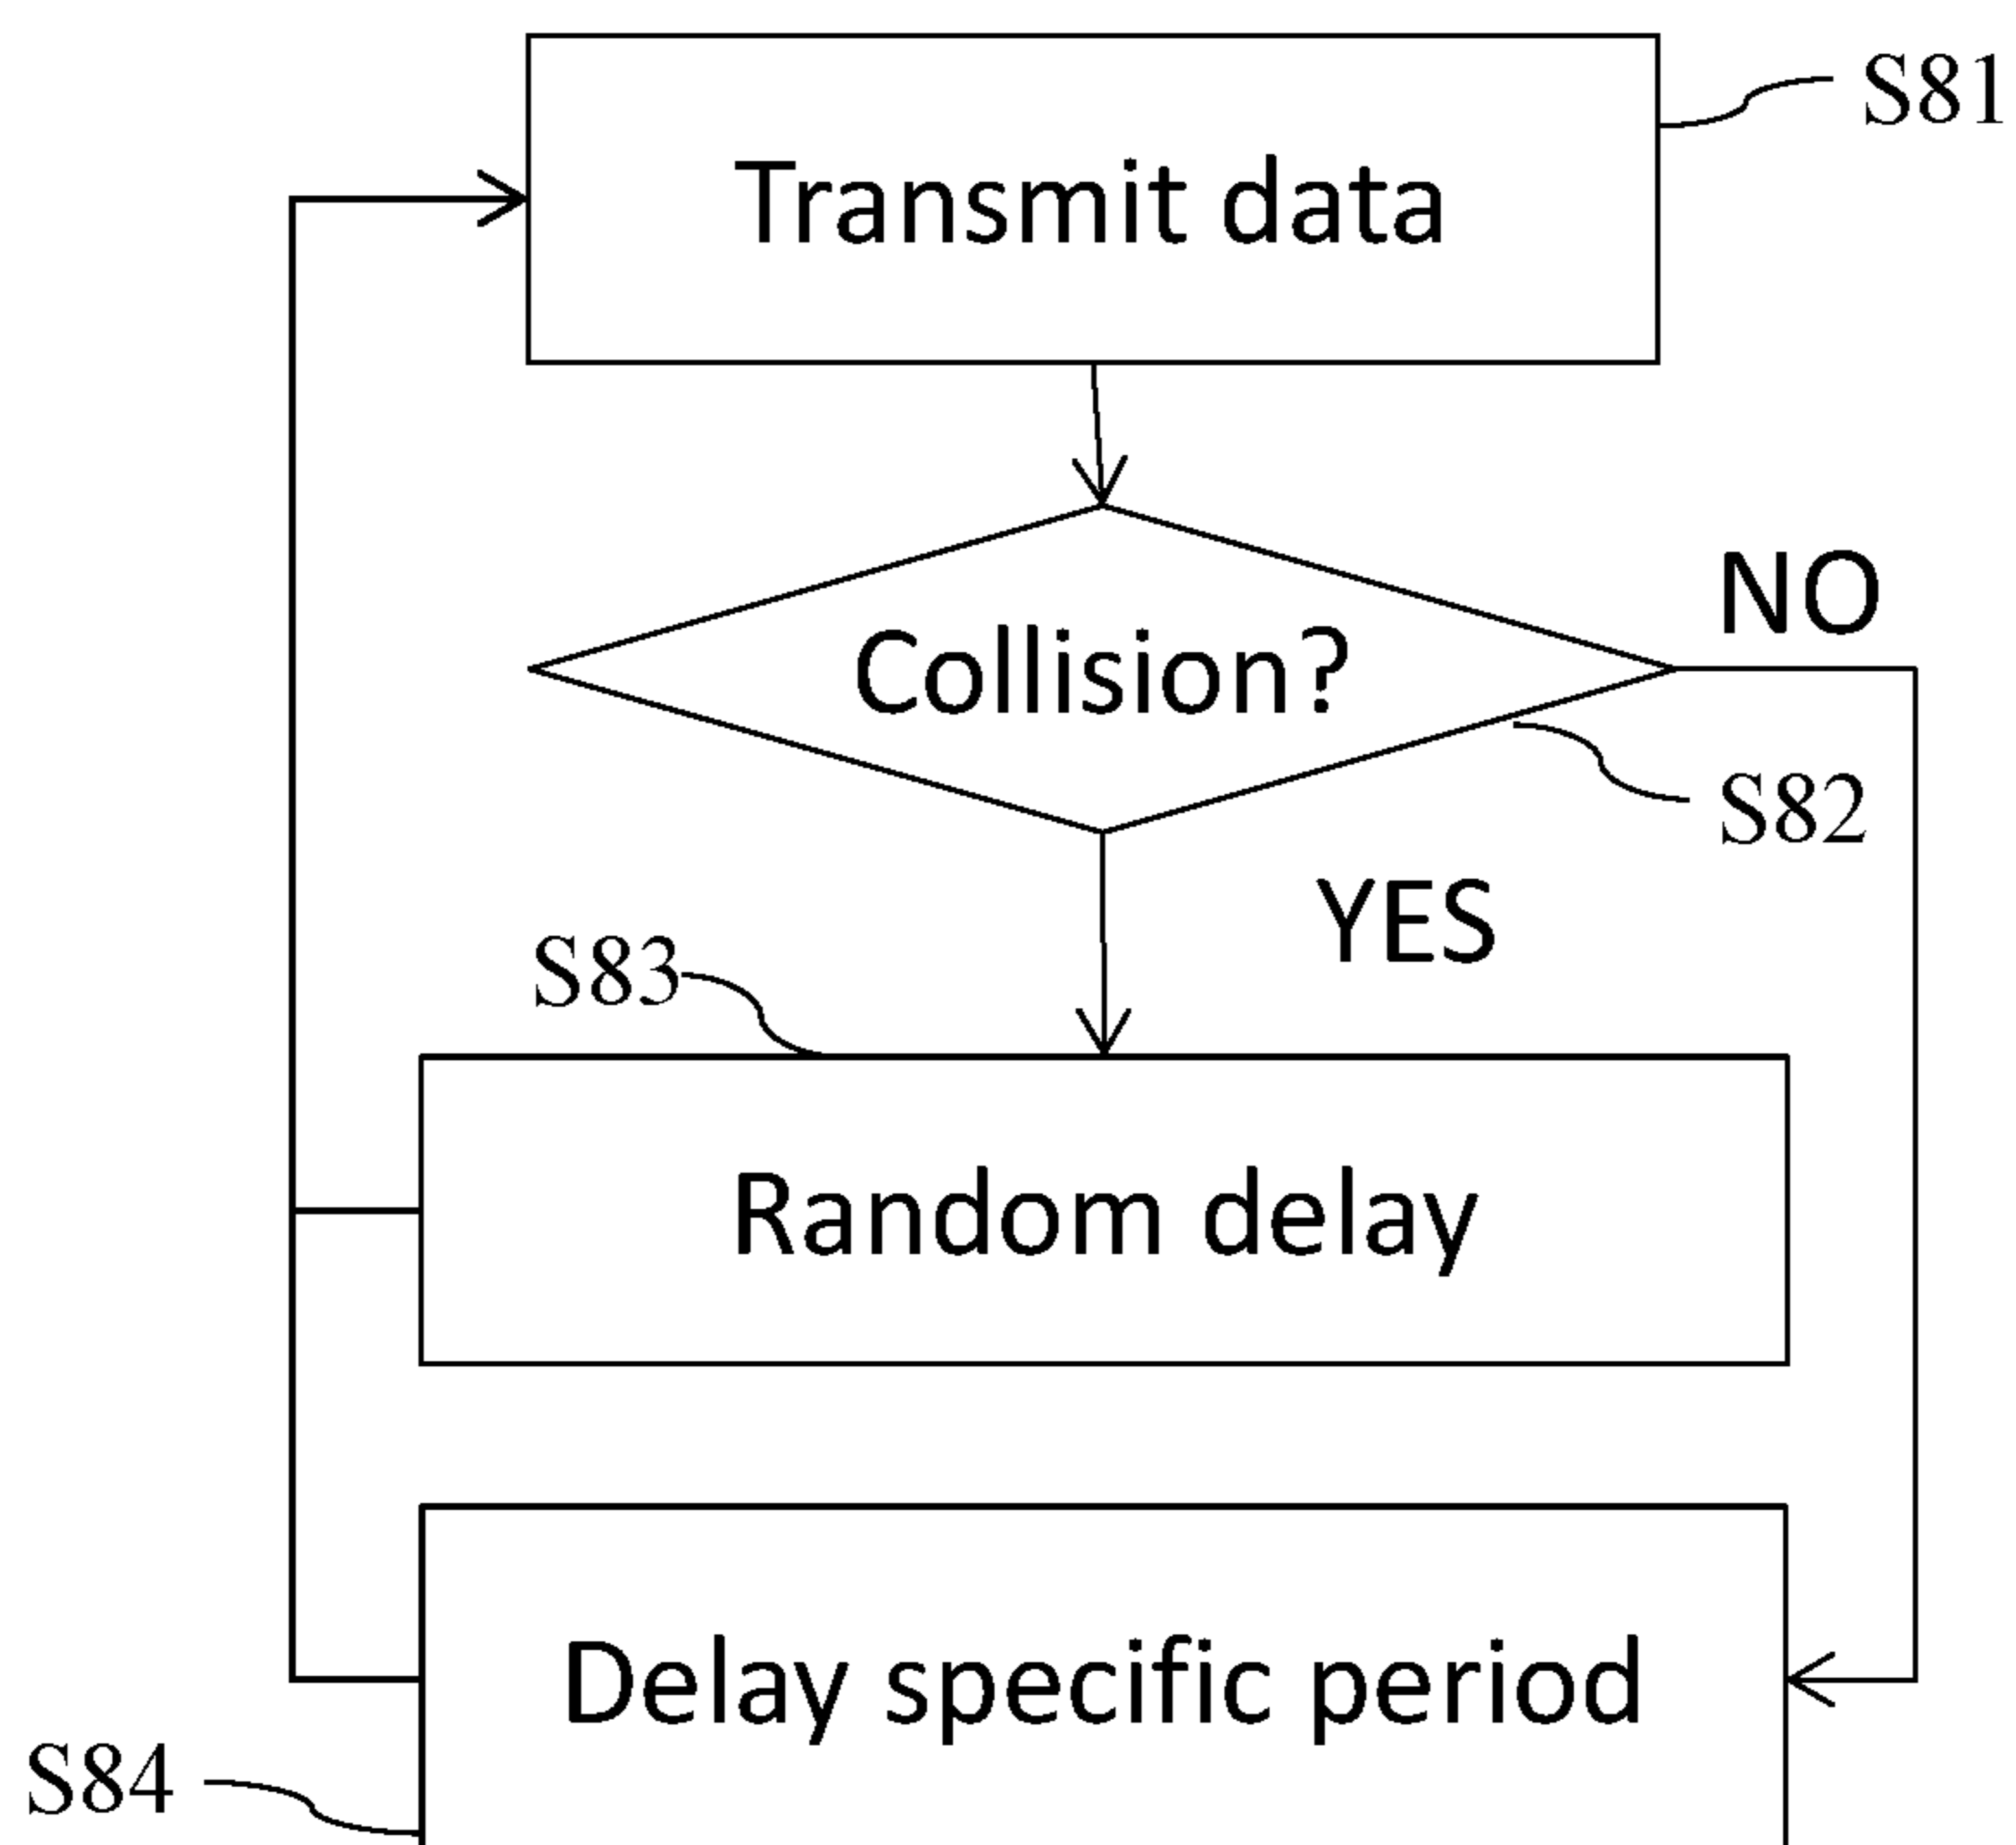 S81
Transmit data
NO
Collision?
S82
YES
S83
Random delay
Delay specific period
S84